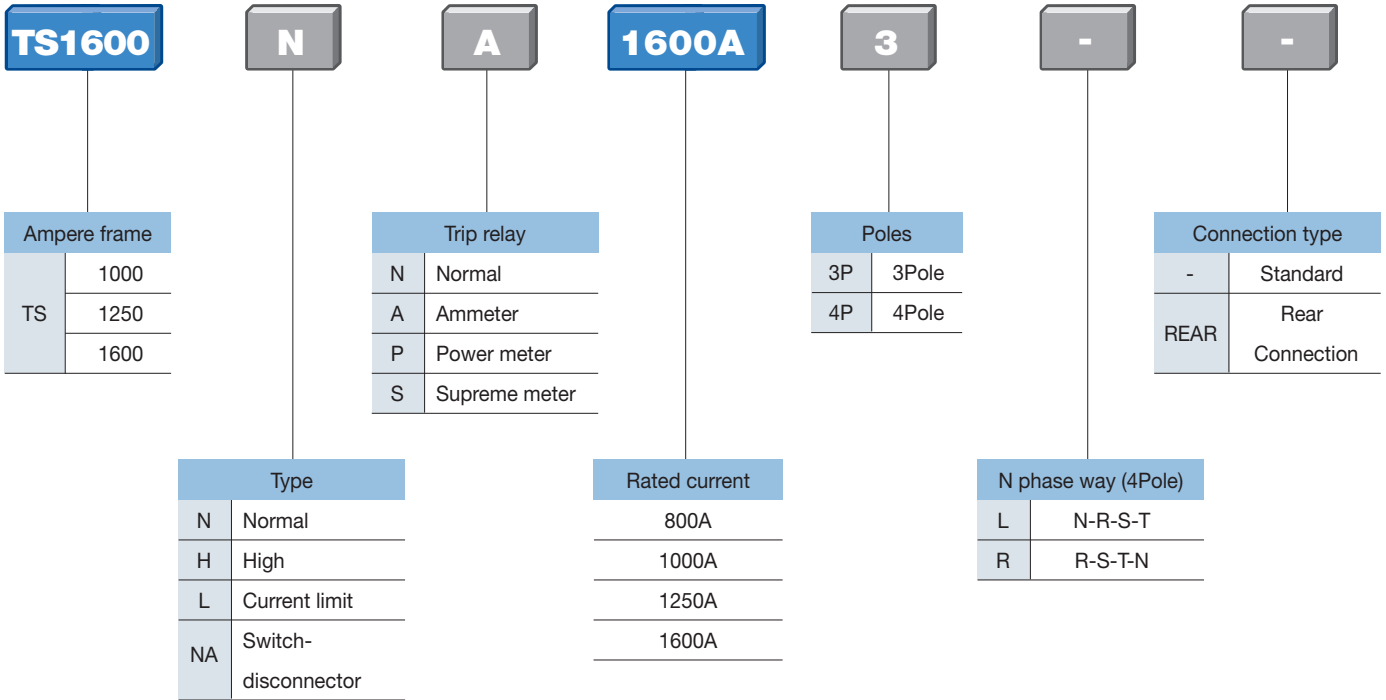 TS1600 N A 1600A 3 - -
Ampere frame
TS
1000
1250
1600
Trip relay
N Normal
A Ammeter
P Power meter
S Supreme meter
Poles
3P 3Pole
4P 4Pole
Connection type
- Standard
REAR
Rear
Connection
Type
N Normal
H High
L Current limit
NA
Switch-
disconnector
Rated current
800A
1000A
1250A
1600A
N phase way (4Pole)
L N-R-S-T
R R-S-T-N